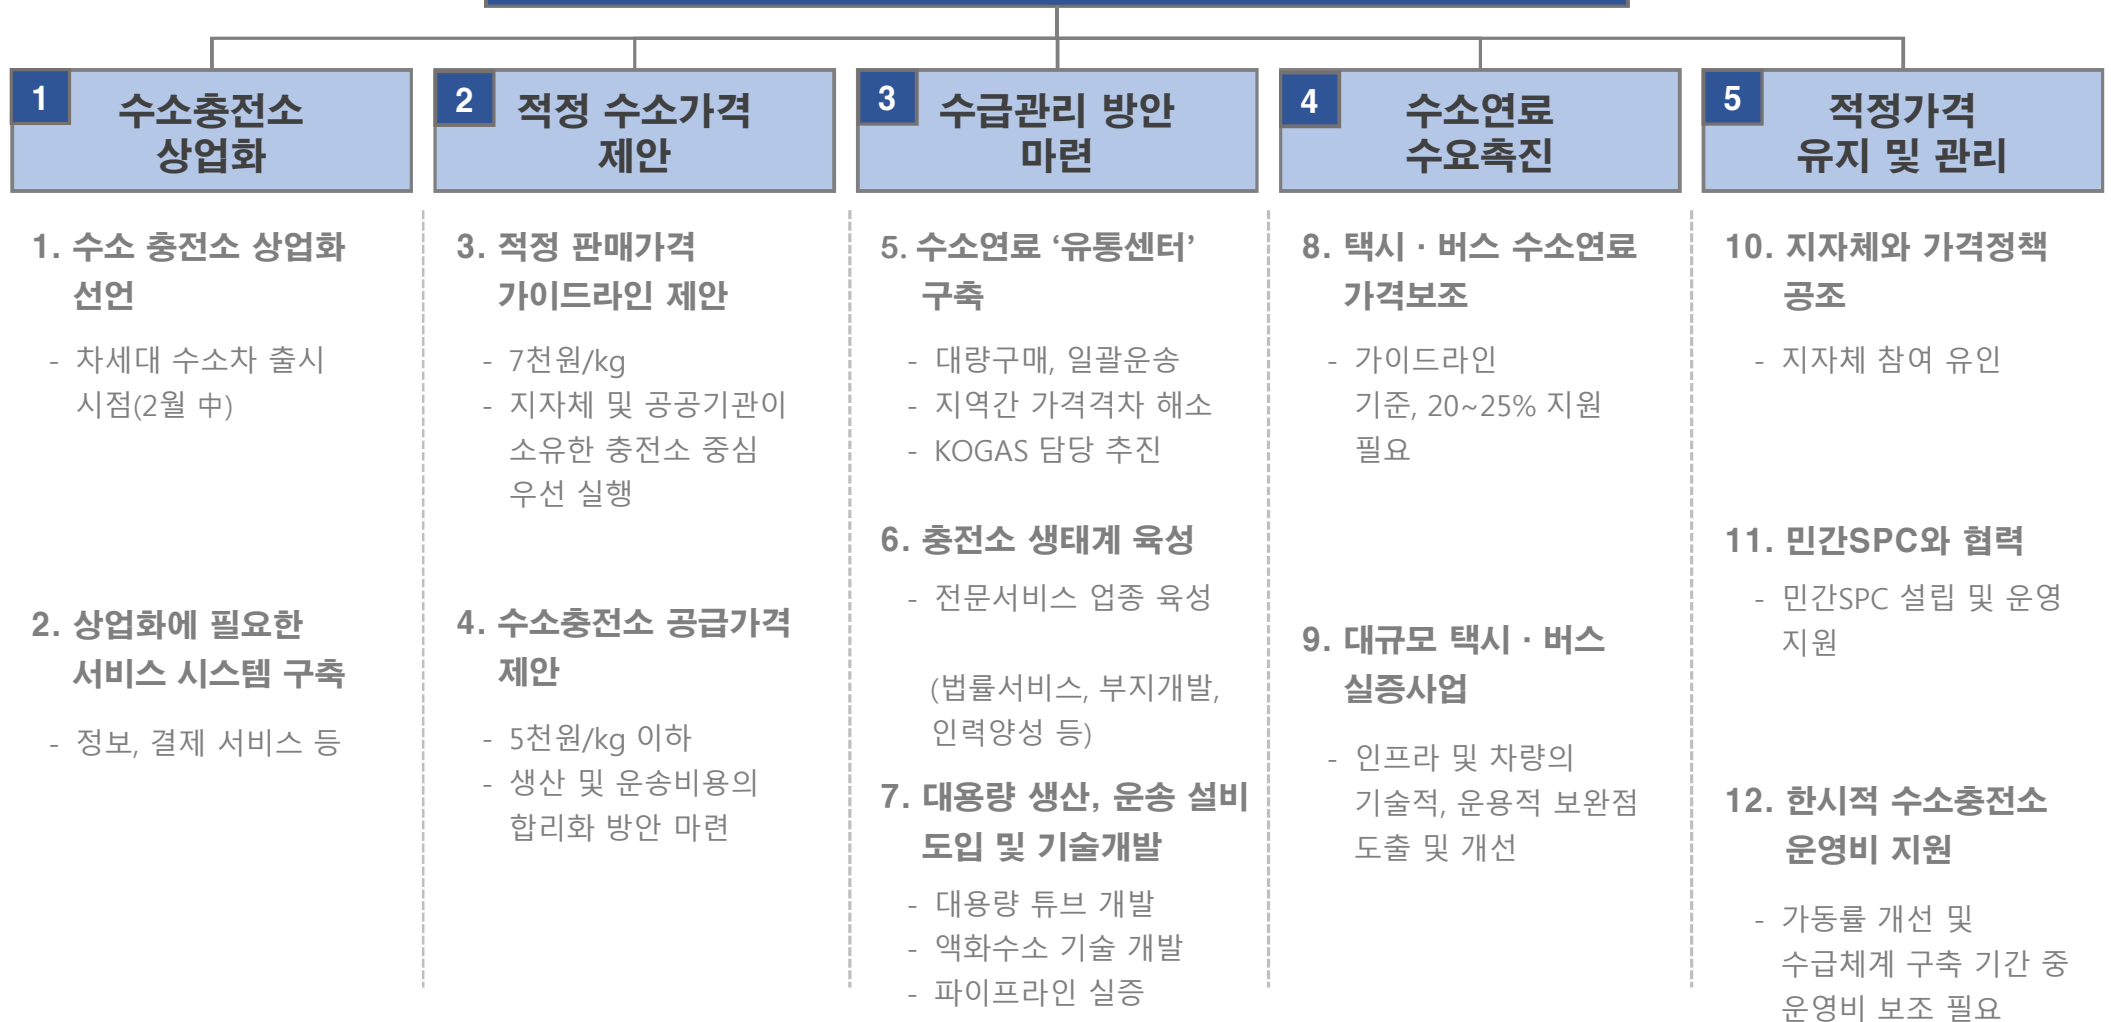 1
수소충전소
상업화
2
적정 수소가격
제안
3
수급관리 방안
마련
4
수소연료
수요촉진
5
적정가격
유지 및 관리
1. 수소 충전소 상업화
선언
- 차세대 수소차 출시
시점(2월 中)
2. 상업화에 필요한
서비스 시스템 구축
- 정보, 결제 서비스 등
3. 적정 판매가격
가이드라인 제안
- 7천원/kg
- 지자체 및 공공기관이
소유한 충전소 중심
우선 실행
4. 수소충전소 공급가격
제안
- 5천원/kg 이하
- 생산 및 운송비용의
합리화 방안 마련
5. 수소연료 ‘유통센터’
구축
- 대량구매, 일괄운송
- 지역간 가격격차 해소
- KOGAS 담당 추진
6. 충전소 생태계 육성
- 전문서비스 업종 육성
(법률서비스, 부지개발,
인력양성 등)
7. 대용량 생산, 운송 설비
도입 및 기술개발
- 대용량 튜브 개발
- 액화수소 기술 개발
- 파이프라인 실증
8. 택시 · 버스 수소연료
가격보조
- 가이드라인
기준, 20~25% 지원
필요
9. 대규모 택시 · 버스
실증사업
- 인프라 및 차량의
기술적, 운용적 보완점
도출 및 개선
10. 지자체와 가격정책
공조
- 지자체 참여 유인
11. 민간SPC와 협력
- 민간SPC 설립 및 운영
지원
12. 한시적 수소충전소
운영비 지원
- 가동률 개선 및
수급체계 구축 기간 중
운영비 보조 필요